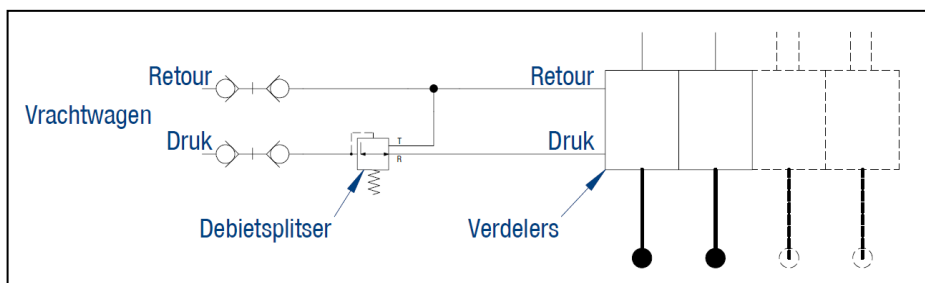 Retour
Retour
Vrachtwagen
Druk
Druk
T
R
Debietsplitser
Verdelers